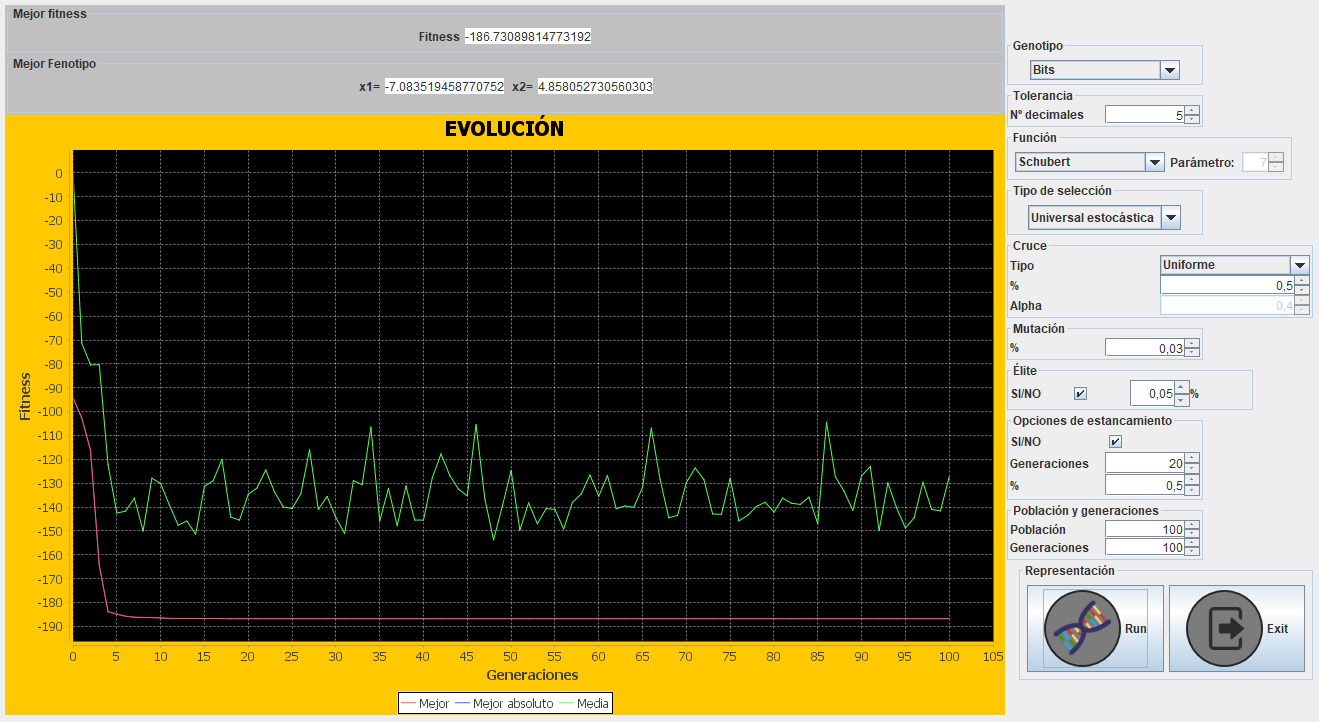 Mejor fitness
Fitness -186.73089814773192
Mejor Fenotipo
x1= -7.083519458770752 x2= 4.858052730560303
EVOLUCIÓN
Fitness
0
-10
-20
-30
-40
-50
-60
-70
-80
-90
-100
-110
-120
-130
-140
-150
-160
-170
-180
-190
0 5 10 15 20 25 30 35 40 45 50 55 60 65 70 75 80 85 90 95 100 105
Generaciones
Mejor Mejor absoluto Media
Genotipo
Bits
Tolerancia
Nº decimales 5
Función
Schubert Parámetro: 7
Tipo de selección
Universal estocástica
Cruce
Tipo Uniforme
% 0,5
Alpha 0,4
Mutación
% 0,03
Élite
SI/NO 0,05 %
Opciones de estancamiento
SI/NO
Generaciones 20
% 0,5
Población y generaciones
Población 100
Generaciones 100
Representación
Run Exit